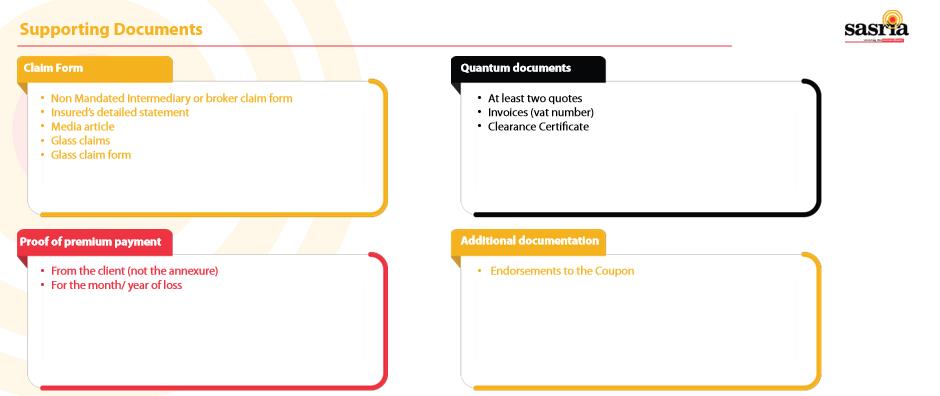 Supporting Documents
sasria
Claim Form
• Non Mandated Intermediary or broker claim form
• Insured's detailed statement
• Media article
• Glass claims
• Glass claim form
Quantum documents
• At least two quotes
• Invoices (vat number)
• Clearance Certificate
Proof of premium payment
• From the client (not the annexure)
• For the month/ year of loss
Additional documentation
• Endorsements to the Coupon